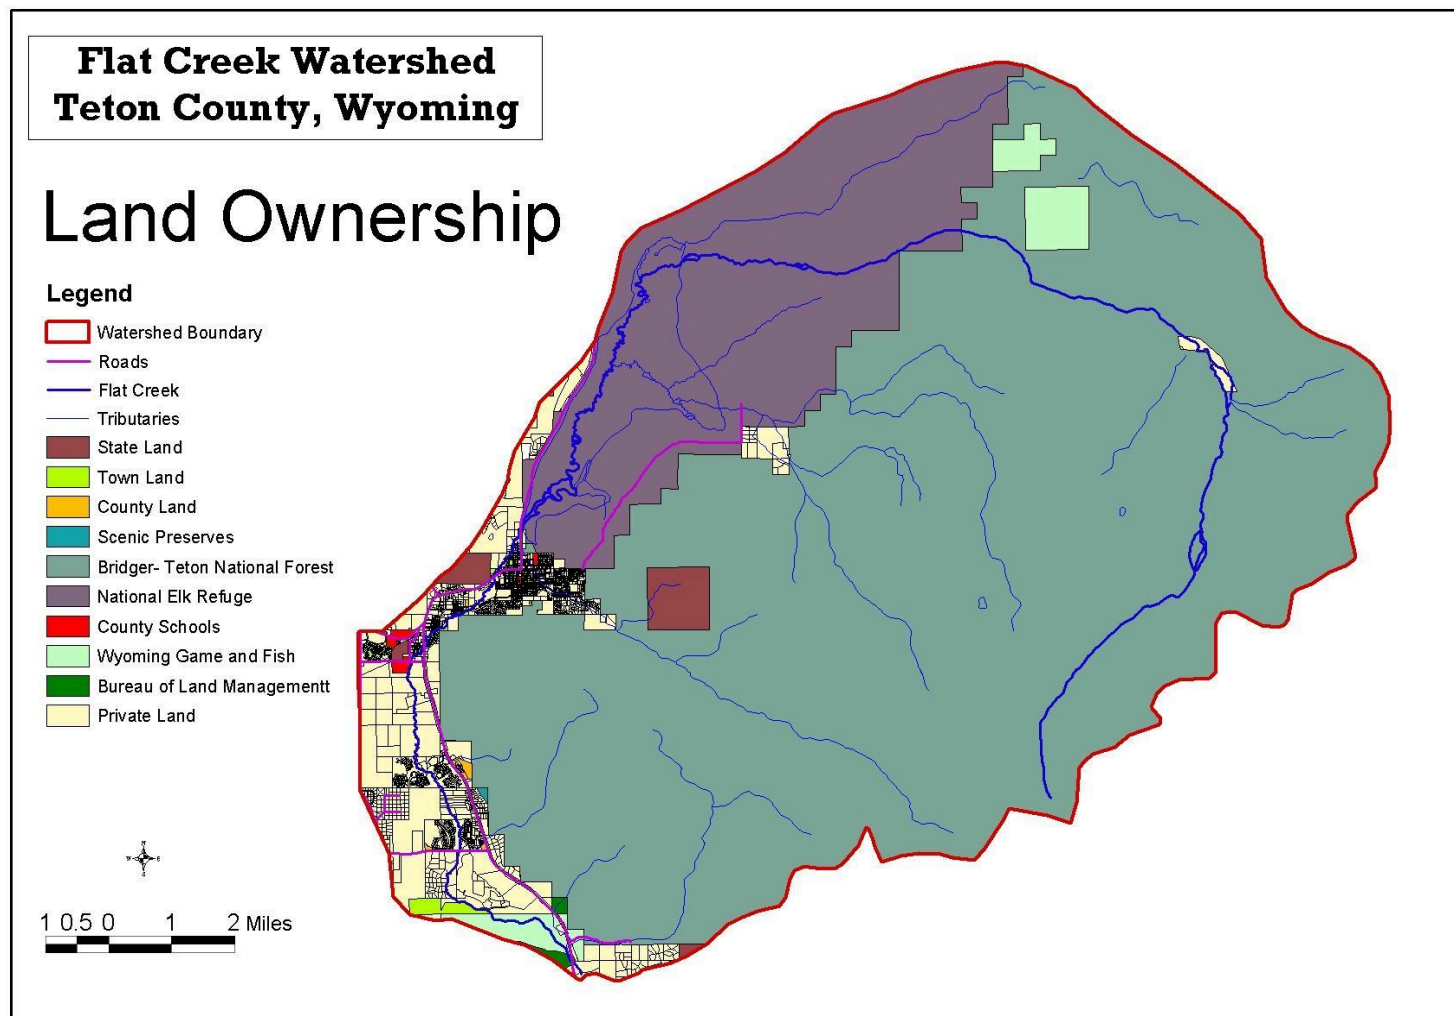 Flat Creek Watershed
Teton County, Wyoming
Land Ownership
Legend
Watershed Boundary
Roads
Flat Creek
Tributaries
State Land
Town Land
County Land
Scenic Preserves
Bridger- Teton National Forest
National Elk Refuge
County Schools
Wyoming Game and Fish
Bureau of Land Managementt
Private Land
N
W E
S
1 0.5 0 1 2 Miles